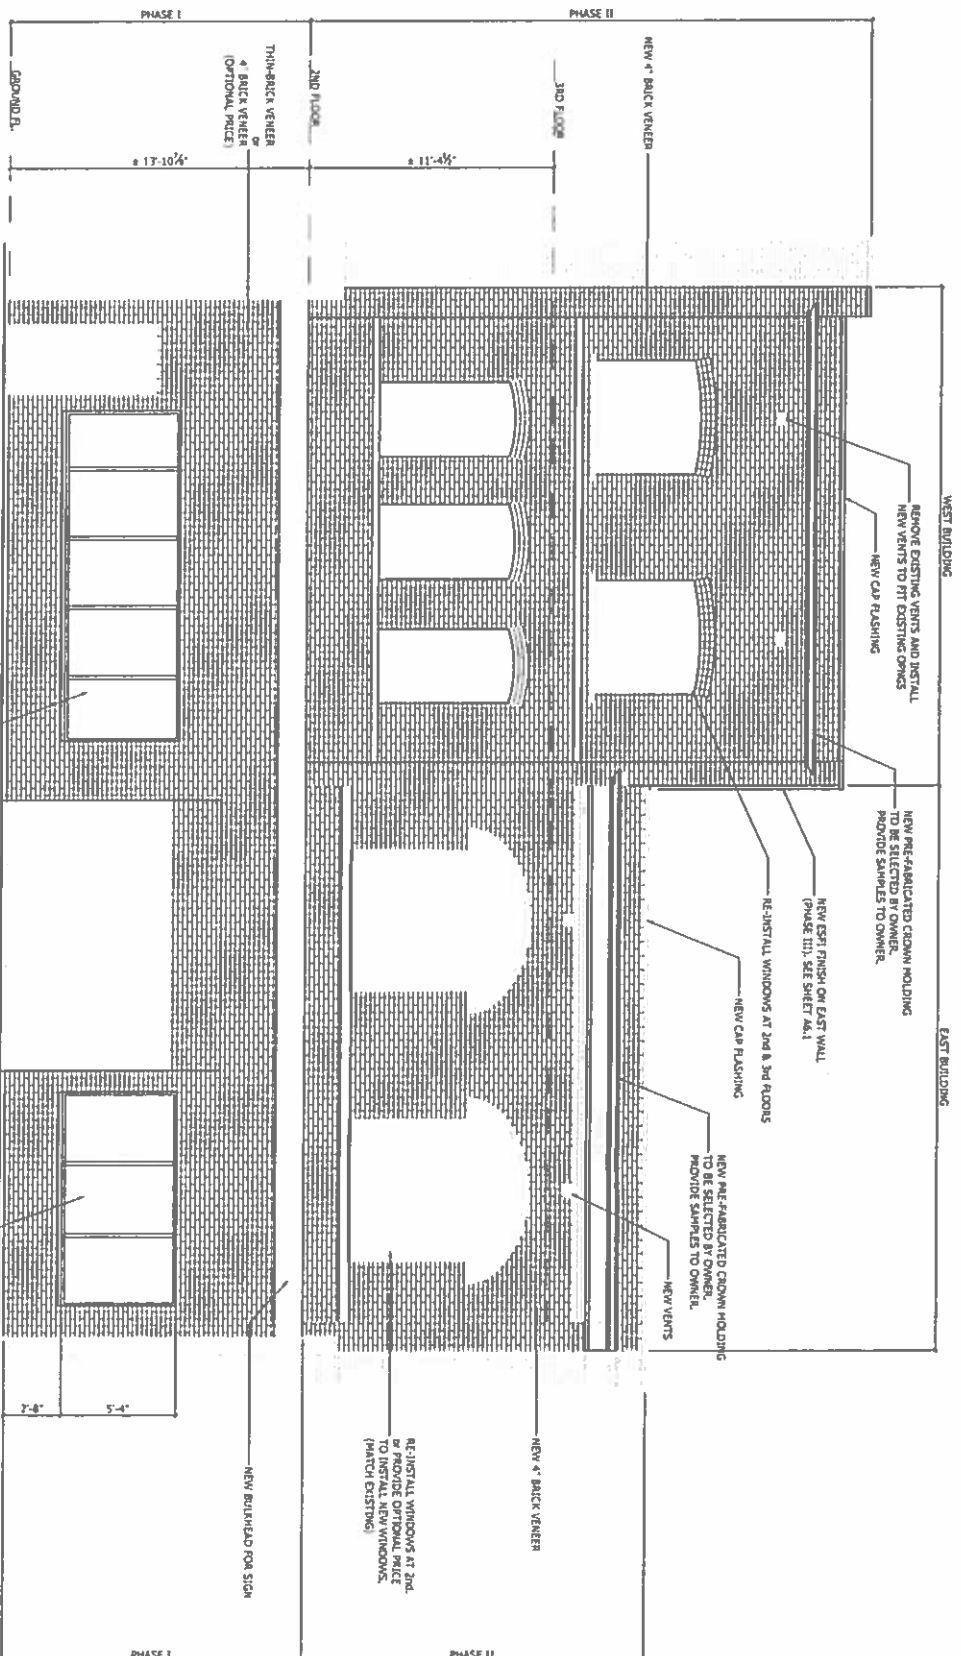 WEST BUILDING
EAST BUILDING
REMOVE EXISTING VENTS AND INSTALL
NEW VENTS TO FIT EXISTING OPNGS
NEW CAP FLASHING
NEW PRE-FABRICATED CROWN MOLDING
TO BE SELECTED BY OWNER.
PROVIDE SAMPLES TO OWNER.
NEW ESFI FINISH ON EAST WALL
(PHASE III). SEE SHEET A6.1
RE-INSTALL WINDOWS AT 2nd & 3rd FLOORS
NEW CAP FLASHING
NEW PRE-FABRICATED CROWN MOLDING
TO BE SELECTED BY OWNER.
PROVIDE SAMPLES TO OWNER.
NEW VENTS
PHASE II
NEW 4" BRICK VENEER
3RD FLOOR
± 11'-4½"
2ND FLOOR
PHASE I
THIN-BRICK VENEER
or
4" BRICK VENEER
(OPTIONAL PRICE)
± 13'-10⅞"
GROUND FL.
NEW 4" BRICK VENEER
RE-INSTALL WINDOWS AT 2nd.
or PROVIDE OPTIONAL PRICE
TO INSTALL NEW WINDOWS.
(MATCH EXISTING)
NEW BULKHEAD FOR SIGN
5'-4"
2'-8"
PHASE II
PHASE I